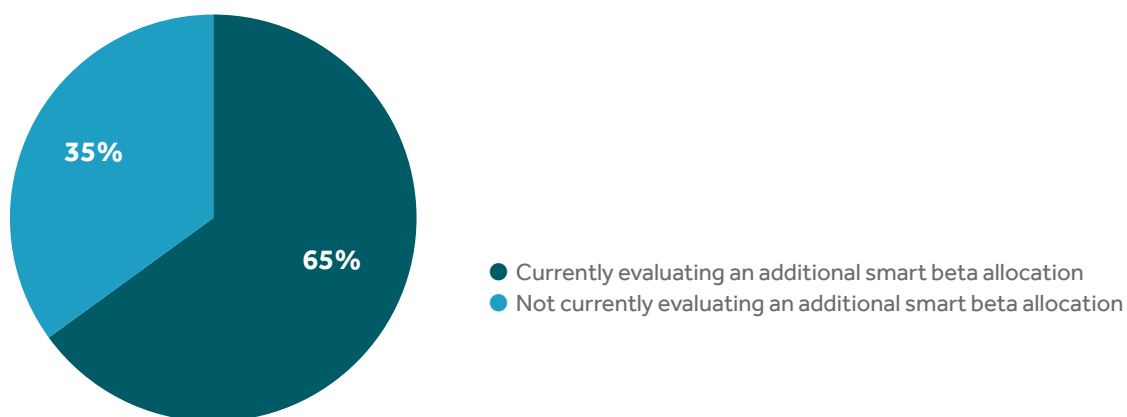 35%
65%
Currently evaluating an additional smart beta allocation
Not currently evaluating an additional smart beta allocation